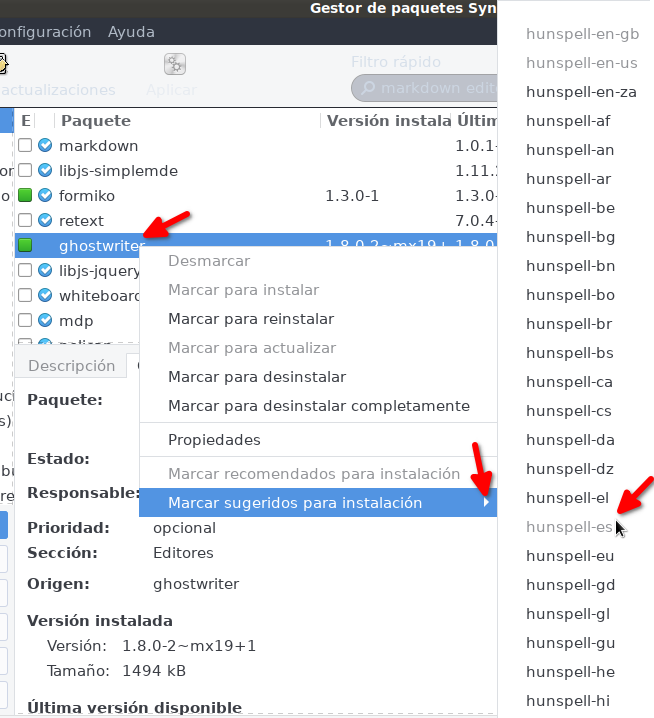 Gestor de paquetes Syn
onfiguración Ayuda
actualizaciones
Aplicar
Filtro rápido
markdown edit
E Paquete Versión instala Últim
markdown 1.0.1-
libjs-simplemde 1.11.
formiko 1.3.0-1 1.3.0-
retext 7.0.4-
ghostwriter 1.8.0-2~mx19+ 1.8.0
libjs-jquery
whiteboard
mdp
Desmarcar
Marcar para instalar
Marcar para reinstalar
Marcar para actualizar
Marcar para desinstalar
Marcar para desinstalar completamente
Propiedades
Marcar recomendados para instalación
Marcar sugeridos para instalación
hunspell-en-gb
hunspell-en-us
hunspell-en-za
hunspell-af
hunspell-an
hunspell-ar
hunspell-be
hunspell-bg
hunspell-bn
hunspell-bo
hunspell-br
hunspell-bs
hunspell-ca
hunspell-cs
hunspell-da
hunspell-dz
hunspell-el
hunspell-es
hunspell-eu
hunspell-gd
hunspell-gl
hunspell-gu
hunspell-he
hunspell-hi
Descripción
Paquete:
Estado:
Responsable:
Prioridad: opcional
Sección: Editores
Origen: ghostwriter
Versión instalada
Versión: 1.8.0-2~mx19+1
Tamaño: 1494 kB
Última versión disponible